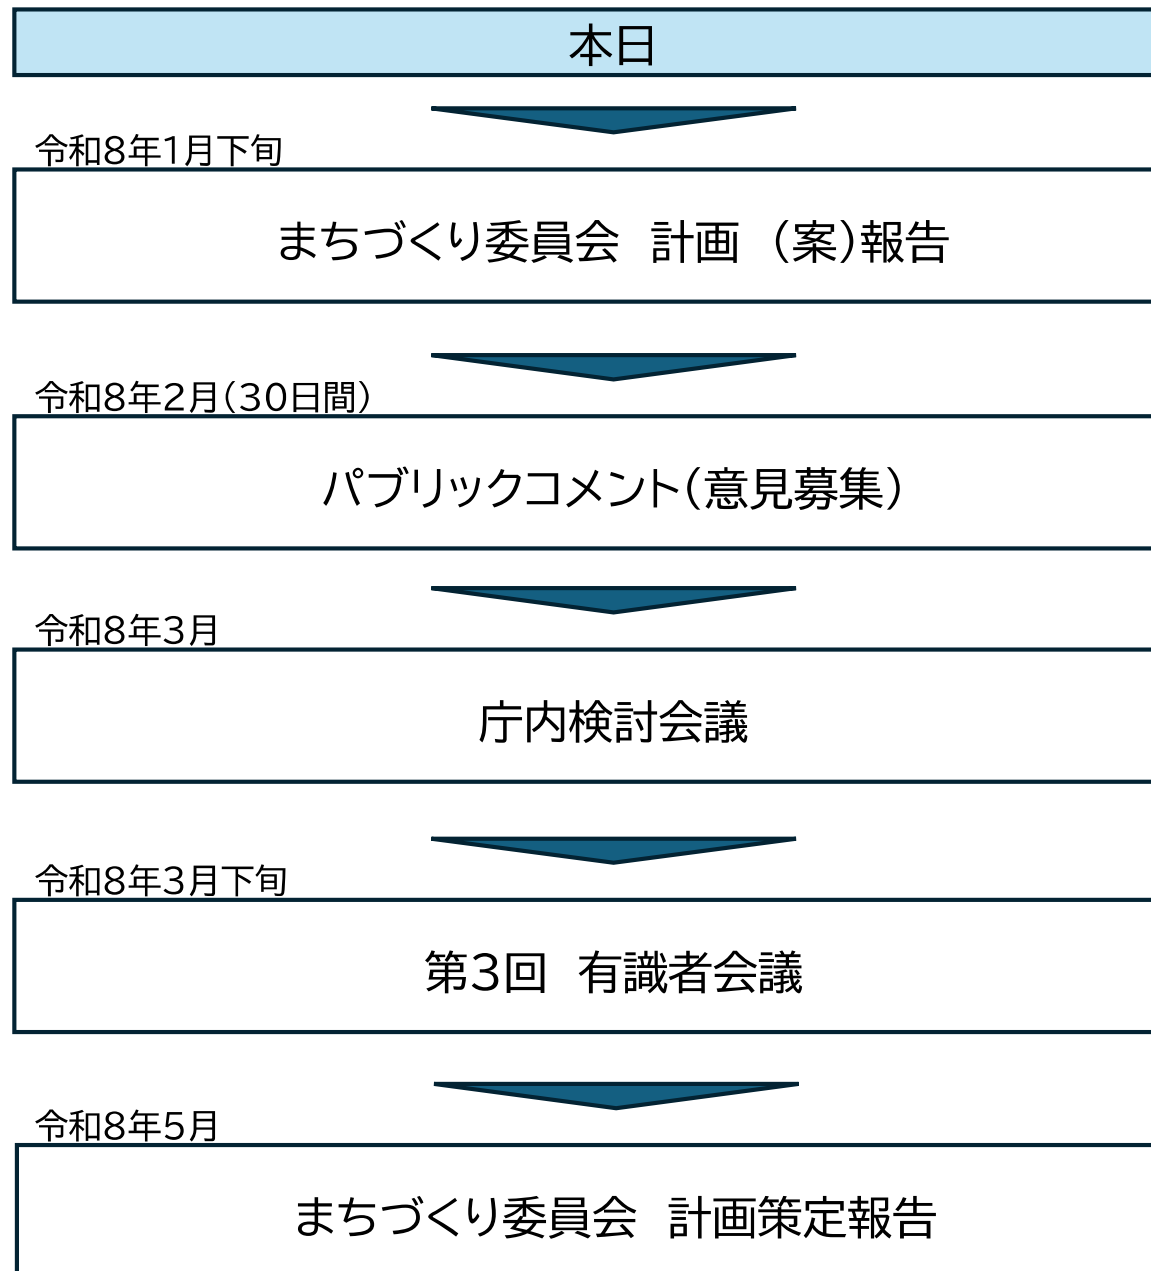 本日
令和8年1月下旬
まちづくり委員会　計画　（案）報告
令和8年2月（30日間）
パブリックコメント（意見募集）
令和8年3月
庁内検討会議
令和8年3月下旬
第3回　有識者会議
令和8年5月
まちづくり委員会　計画策定報告